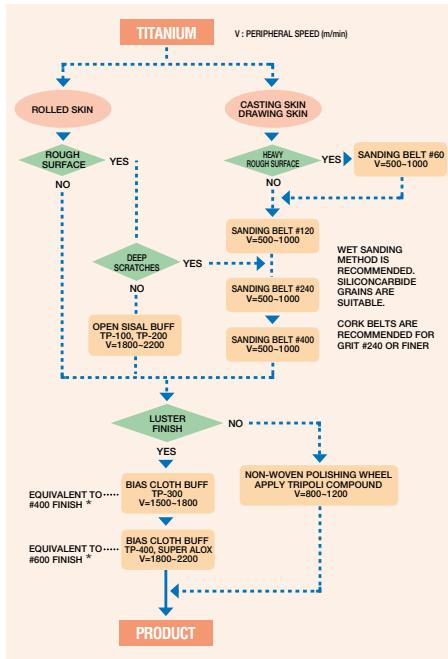 TITANIUM
V : PERIPHERAL SPEED (m/min)
ROLLED SKIN
CASTING SKIN
DRAWING SKIN
ROUGH
SURFACE
YES
NO
HEAVY
ROUGH SURFACE
YES
NO
SANDING BELT #60
V=500~1000
SANDING BELT #120
V=500~1000
DEEP
SCRATCHES
YES
NO
SANDING BELT #240
V=500~1000
WET SANDING
METHOD IS
RECOMMENDED.
SILICONCARBIDE
GRAINS ARE
SUITABLE.
CORK BELTS ARE
RECOMMENDED FOR
GRIT #240 OR FINER
OPEN SISAL BUFF
TP-100, TP-200
V=1800~2200
SANDING BELT #400
V=500~1000
LUSTER
FINISH
NO
YES
EQUIVALENT TO
#400 FINISH *
BIAS CLOTH BUFF
TP-300
V=1500~1800
NON-WOVEN POLISHING WHEEL
APPLY TRIPOLI COMPOUND
V=800~1200
EQUIVALENT TO
#600 FINISH *
BIAS CLOTH BUFF
TP-400, SUPER ALOX
V=1800~2200
PRODUCT